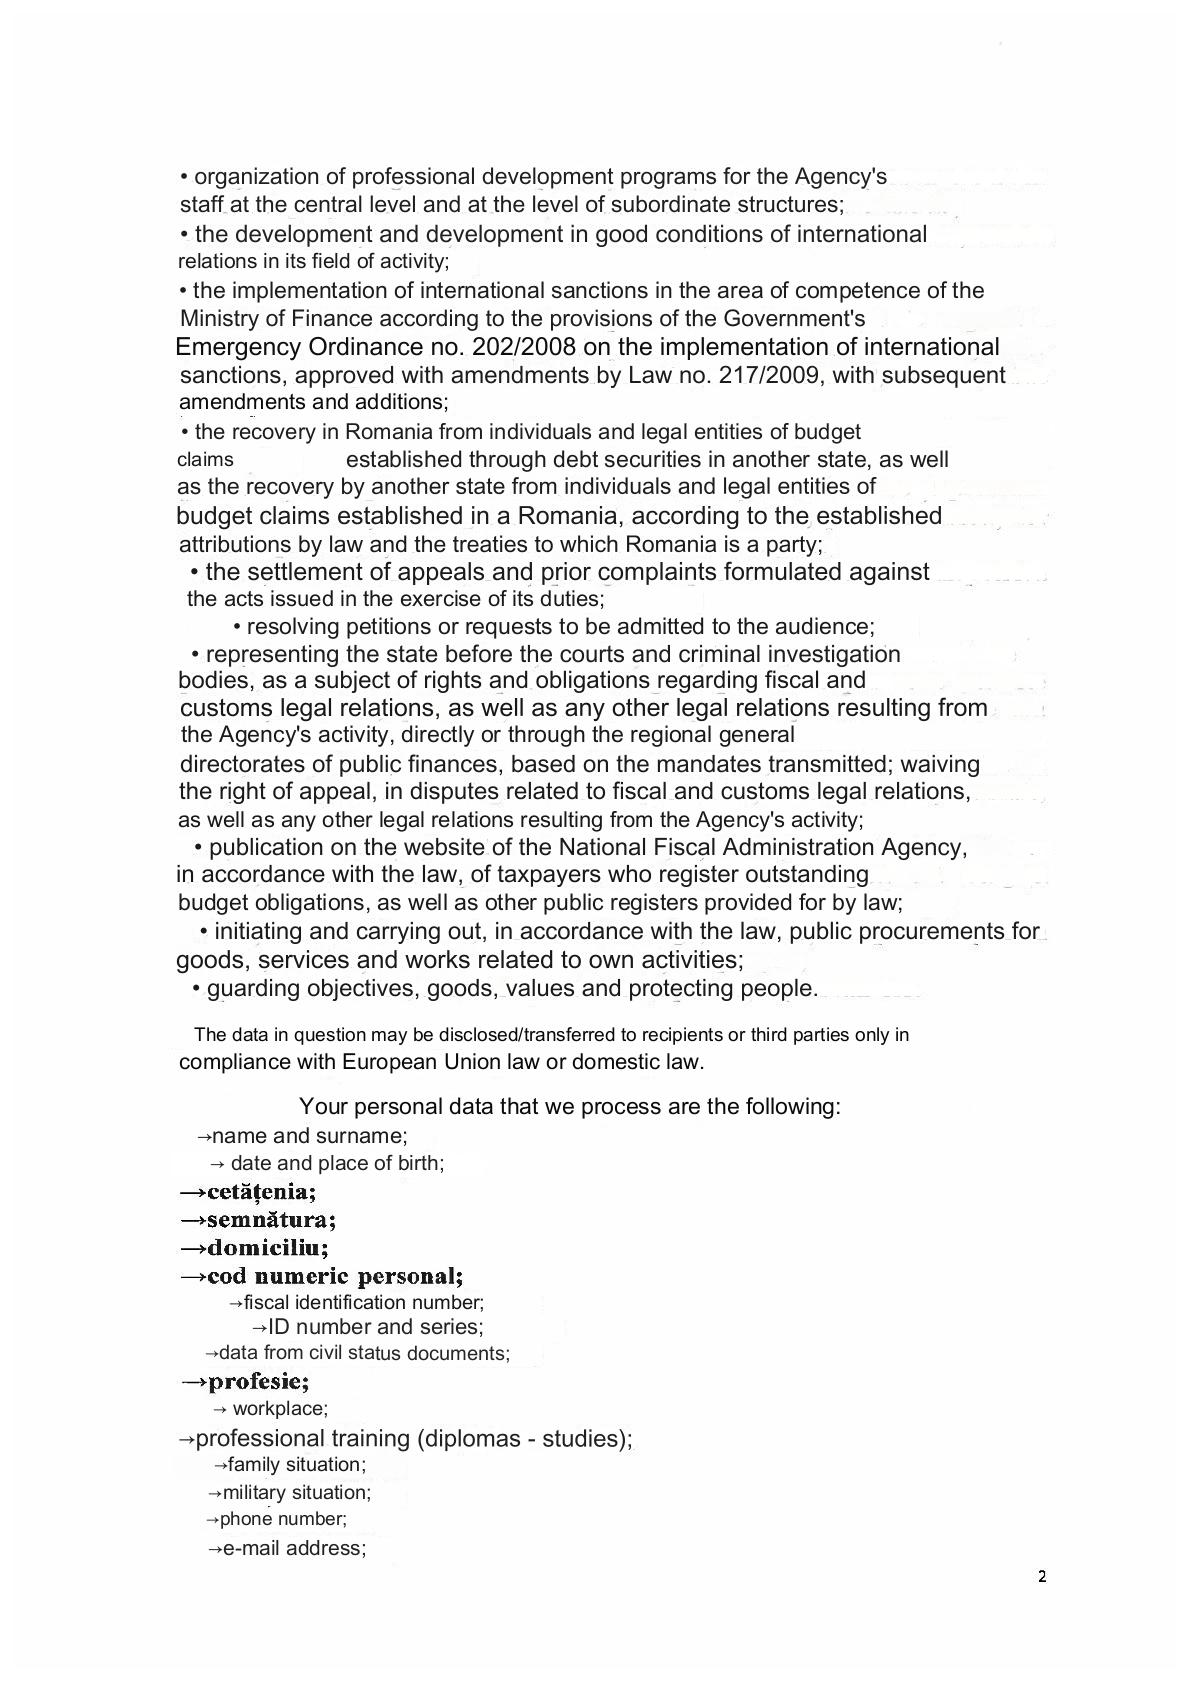 • organization of professional development programs for the Agency's
staff at the central level and at the level of subordinate structures;
• the development and development in good conditions of international
relations in its field of activity;
• the implementation of international sanctions in the area of competence of the
Ministry of Finance according to the provisions of the Government's
Emergency Ordinance no. 202/2008 on the implementation of international
sanctions, approved with amendments by Law no. 217/2009, with subsequent
amendments and additions;
• the recovery in Romania from individuals and legal entities of budget
claims established through debt securities in another state, as well
as the recovery by another state from individuals and legal entities of
budget claims established in a Romania, according to the established
attributions by law and the treaties to which Romania is a party;
• the settlement of appeals and prior complaints formulated against
the acts issued in the exercise of its duties;
• resolving petitions or requests to be admitted to the audience;
• representing the state before the courts and criminal investigation
bodies, as a subject of rights and obligations regarding fiscal and
customs legal relations, as well as any other legal relations resulting from
the Agency's activity, directly or through the regional general
directorates of public finances, based on the mandates transmitted; waiving
the right of appeal, in disputes related to fiscal and customs legal relations,
as well as any other legal relations resulting from the Agency's activity;
• publication on the website of the National Fiscal Administration Agency,
in accordance with the law, of taxpayers who register outstanding
budget obligations, as well as other public registers provided for by law;
• initiating and carrying out, in accordance with the law, public procurements for
goods, services and works related to own activities;
• guarding objectives, goods, values and protecting people.
The data in question may be disclosed/transferred to recipients or third parties only in
compliance with European Union law or domestic law.
Your personal data that we process are the following:
→name and surname;
→ date and place of birth;
→cetățenia;
→semnătura;
→domiciliu;
→cod numeric personal;
→fiscal identification number;
→ID number and series;
→data from civil status documents;
→profesie;
→ workplace;
→professional training (diplomas - studies);
→family situation;
→military situation;
→phone number;
→e-mail address;
2